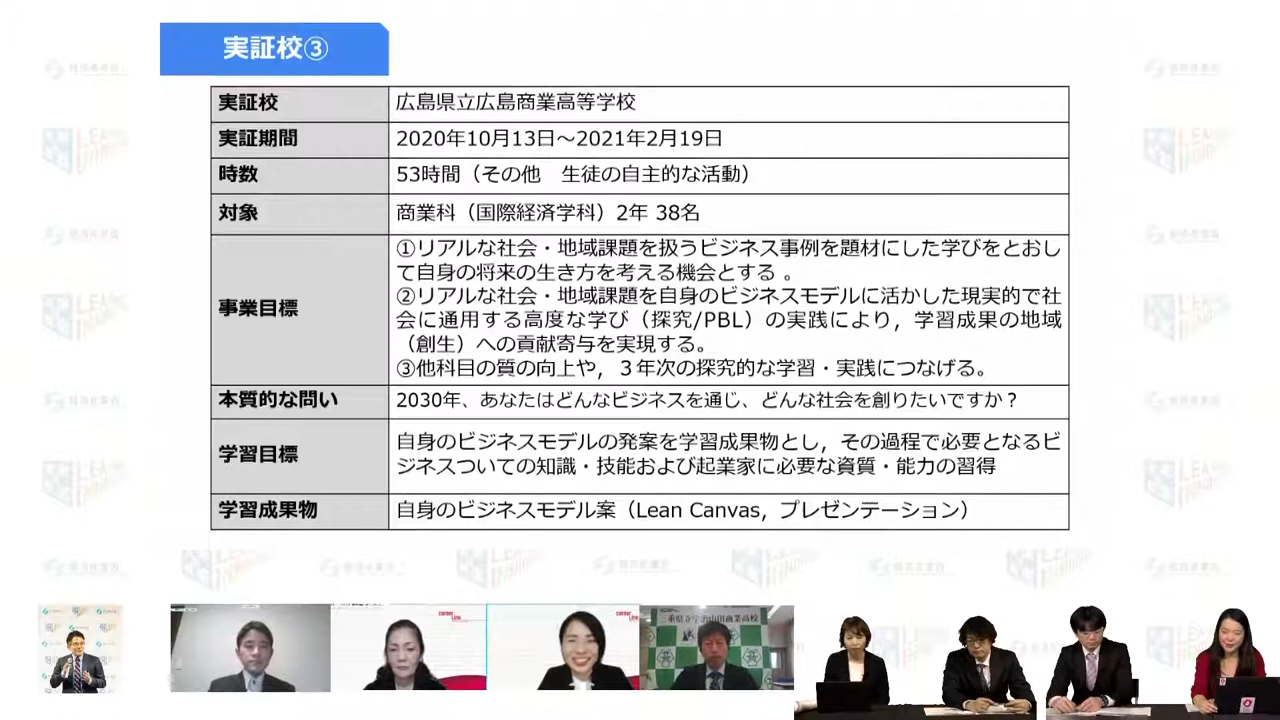 実証校③
実証校
広島県立広島商業高等学校
実証期間
2020年10月13日～2021年2月19日
時数
53時間（その他　生徒の自主的な活動）
対象
商業科（国際経済学科）2年 38名
事業目標
①リアルな社会・地域課題を扱うビジネス事例を題材にした学びをとおし
て自身の将来の生き方を考える機会とする 。
②リアルな社会・地域課題を自身のビジネスモデルに活かした現実的で社
会に通用する高度な学び（探究/PBL）の実践により，学習成果の地域
（創生）への貢献寄与を実現する。
③他科目の質の向上や，３年次の探究的な学習・実践につなげる。
本質的な問い
2030年、あなたはどんなビジネスを通じ、どんな社会を創りたいですか？
学習目標
自身のビジネスモデルの発案を学習成果物とし，その過程で必要となるビ
ジネスついての知識・技能および起業家に必要な資質・能力の習得
学習成果物
自身のビジネスモデル案（Lean Canvas，プレゼンテーション）